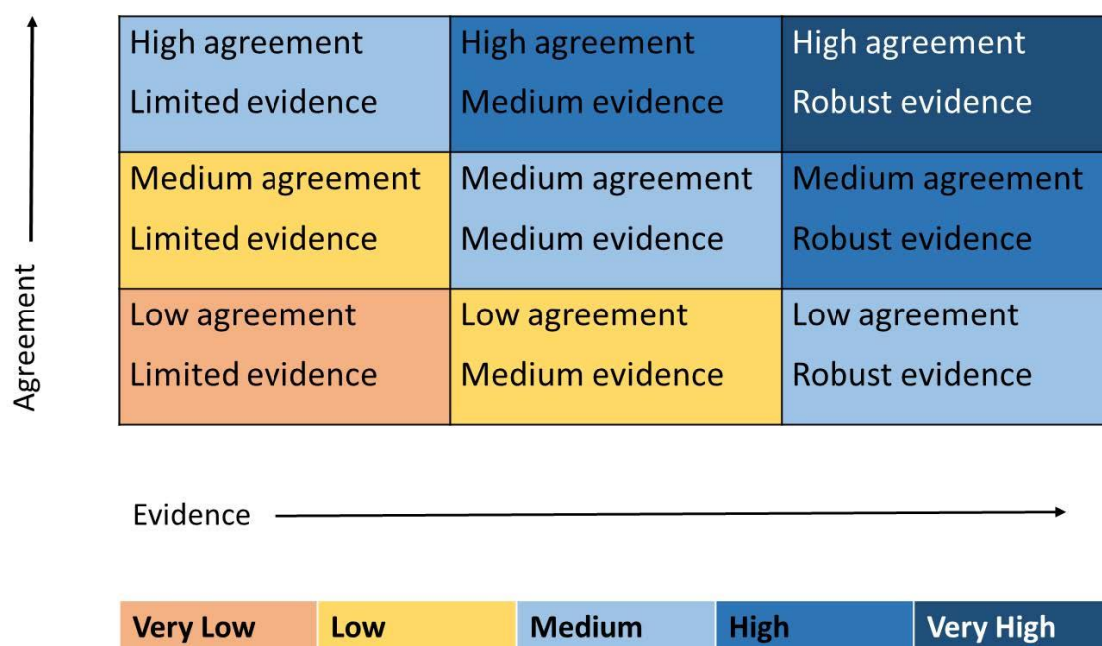 High agreement
Limited evidence
High agreement
Medium evidence
High agreement
Robust evidence
Medium agreement
Limited evidence
Medium agreement
Medium evidence
Medium agreement
Robust evidence
Low agreement
Limited evidence
Low agreement
Medium evidence
Low agreement
Robust evidence
Agreement
Evidence
Very Low
Low
Medium
High
Very High